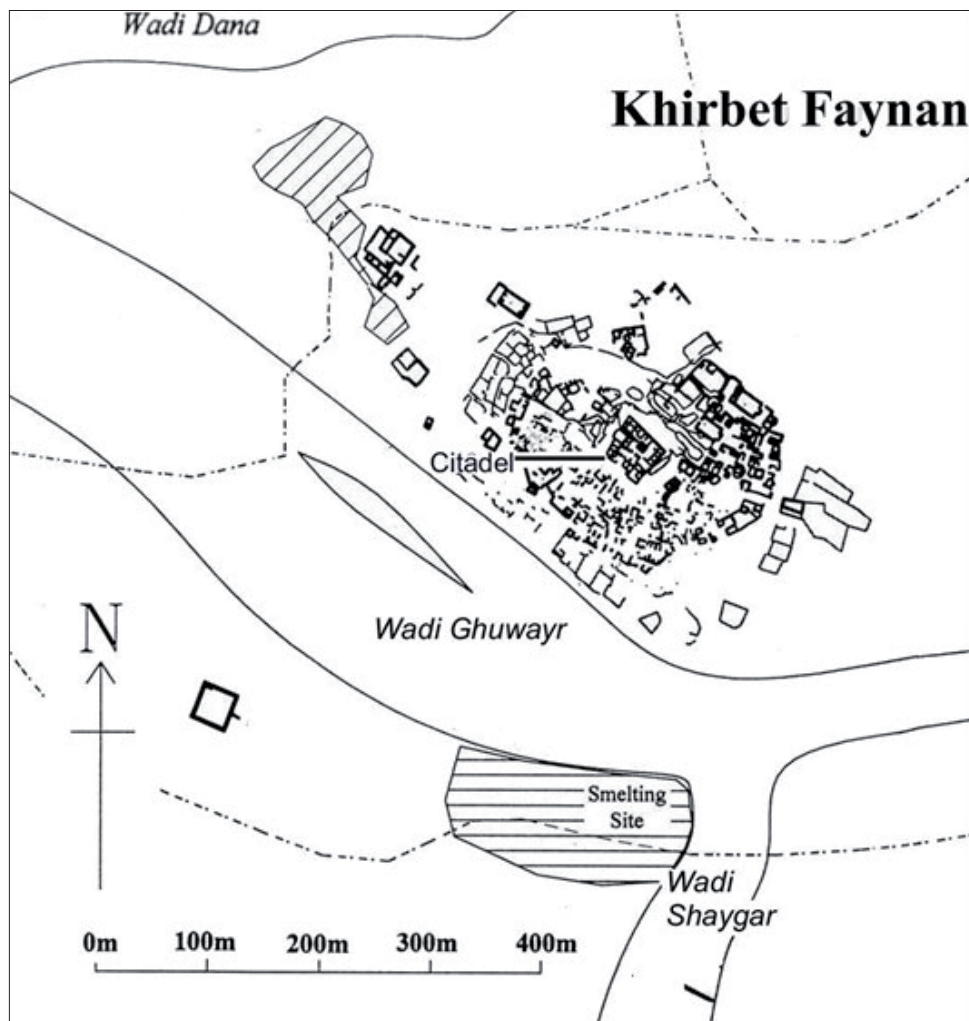 Wadi Dana
Khirbet Faynan
Citadel
Wadi Ghuwayr
N
Smelting
Site
Wadi
Shaygar
0m 100m 200m 300m 400m